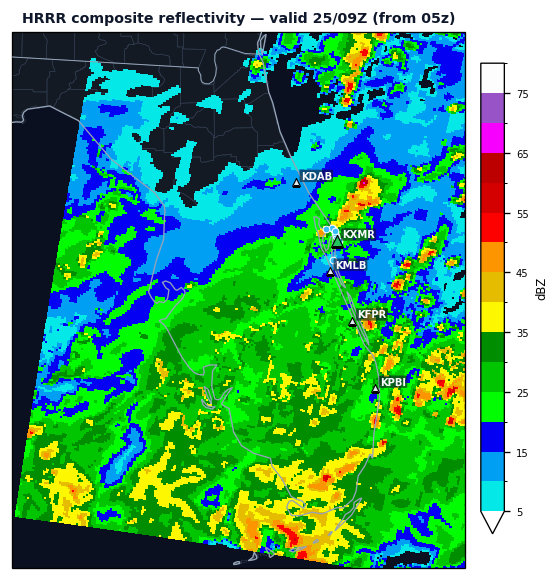 HRRR composite reflectivity — valid 25/09Z (from 05z)
KDAB
KXMR
KMLB
KFPR
KPBI
75
65
55
45
35
25
15
5
dBZ